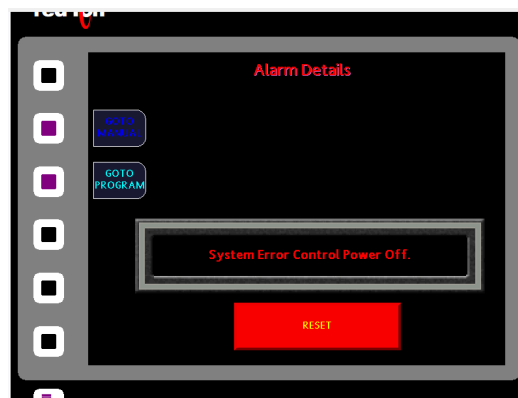 Alarm Details
GOTO
MANUAL
GOTO
PROGRAM
System Error Control Power Off.
RESET